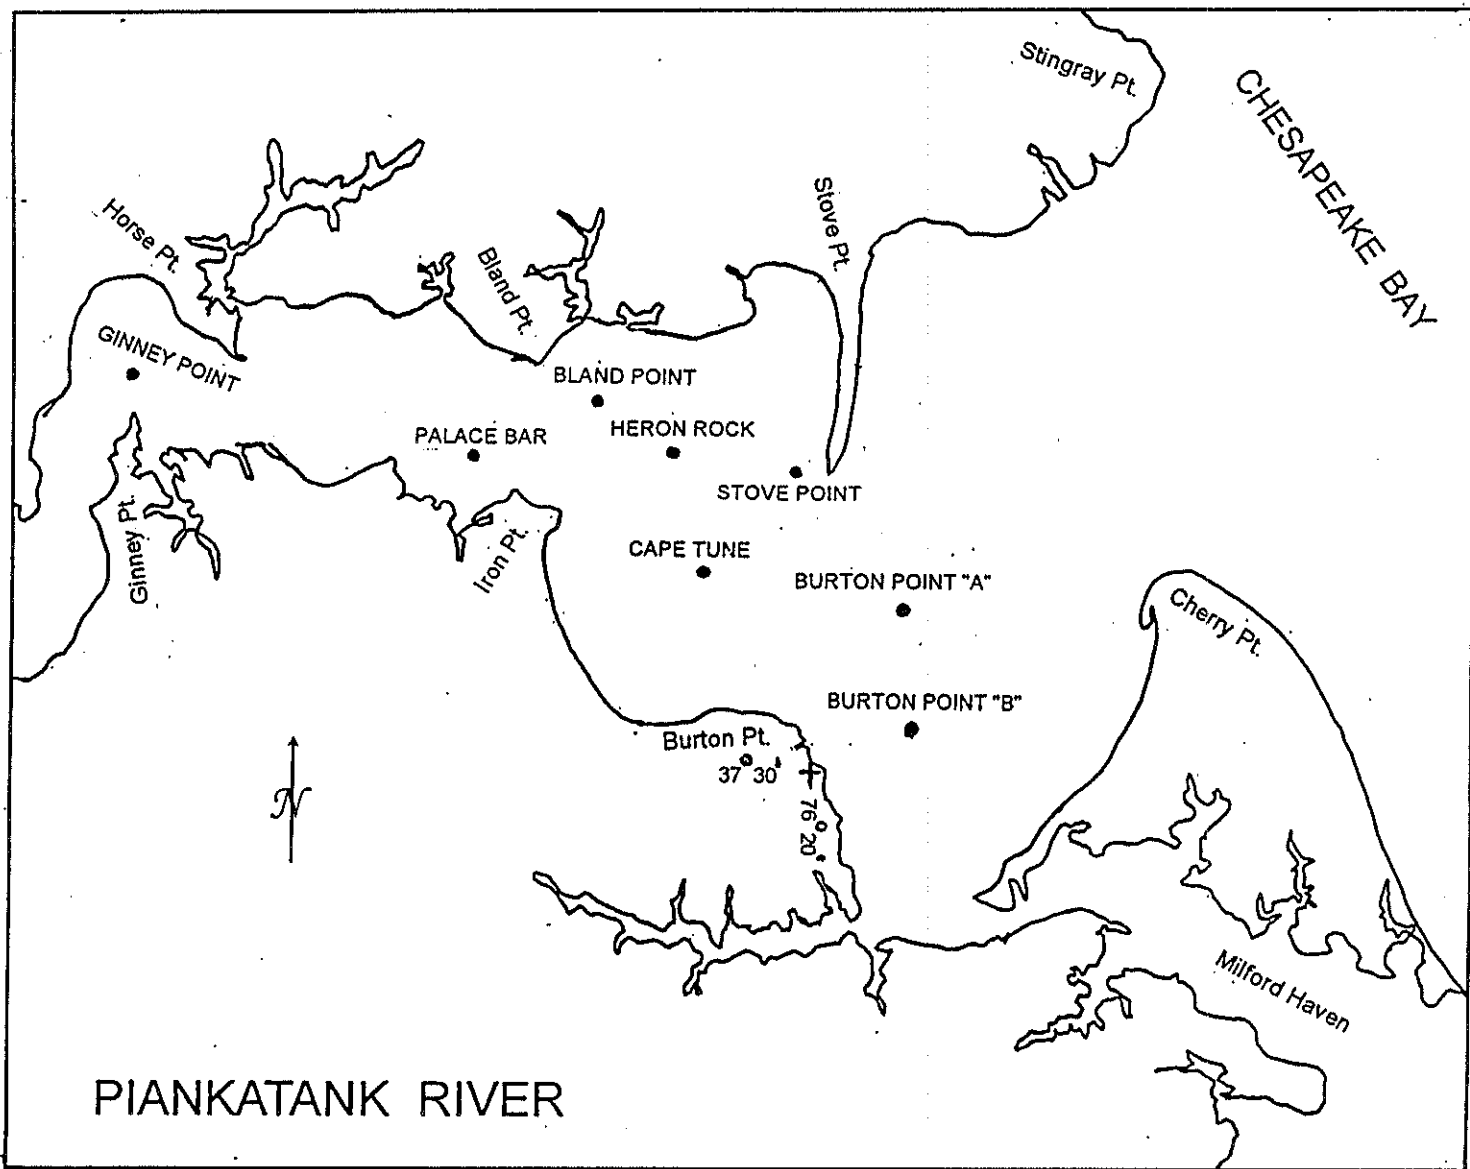 Stingray Pt.
CHESAPEAKE BAY
Stove Pt.
Horse Pt.
Bland Pt.
GINNEY POINT
BLAND POINT
PALACE BAR
HERON ROCK
STOVE POINT
Ginney Pt.
Iron Pt.
CAPE TUNE
BURTON POINT "A"
Cherry Pt.
BURTON POINT "B"
Burton Pt.
37° 30'
76° 20'
N
Milford Haven
PIANKATANK RIVER